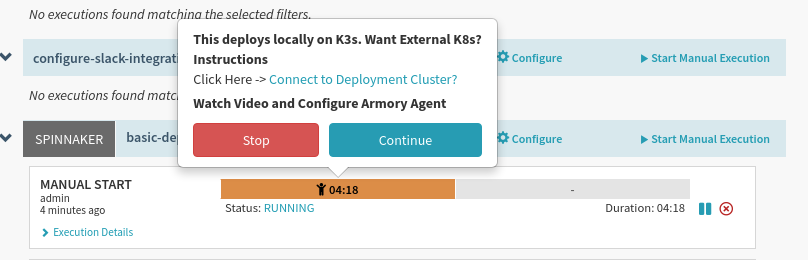 No executions found matching the selected filters.
This deploys locally on K3s. Want External K8s?
Instructions
Click Here -> Connect to Deployment Cluster?
Watch Video and Configure Armory Agent
Stop
Continue
configure-slack-integrati
Configure
Start Manual Execution
No executions found matc
SPINNAKER
basic-de
Configure
Start Manual Execution
MANUAL START
admin
4 minutes ago
04:18
-
Status: RUNNING
Duration: 04:18
Execution Details